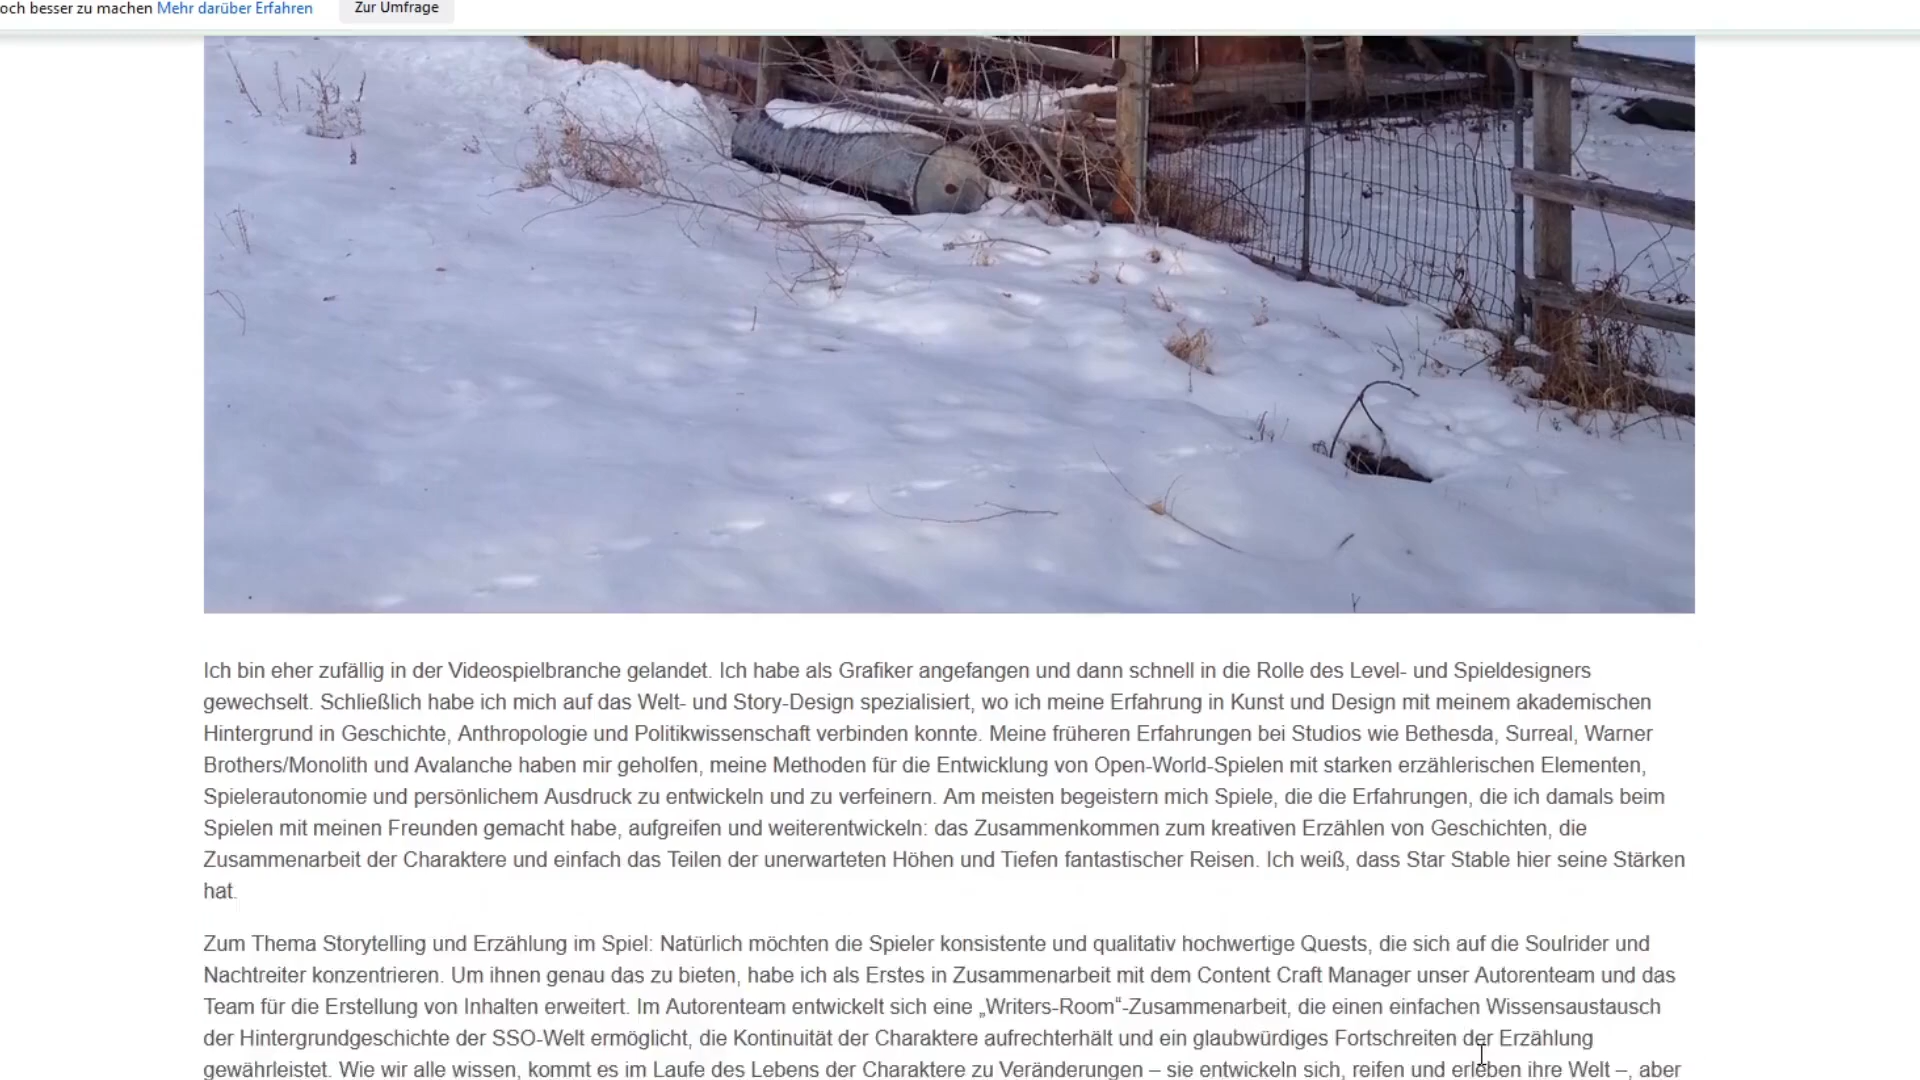 och besser zu machen Mehr darüber Erfahren Zur Umfrage
Ich bin eher zufällig in der Videospielbranche gelandet. Ich habe als Grafiker angefangen und dann schnell in die Rolle des Level- und Spieldesigners
gewechselt. Schließlich habe ich mich auf das Welt- und Story-Design spezialisiert, wo ich meine Erfahrung in Kunst und Design mit meinem akademischen
Hintergrund in Geschichte, Anthropologie und Politikwissenschaft verbinden konnte. Meine früheren Erfahrungen bei Studios wie Bethesda, Surreal, Warner
Brothers/Monolith und Avalanche haben mir geholfen, meine Methoden für die Entwicklung von Open-World-Spielen mit starken erzählerischen Elementen,
Spielerautonomie und persönlichem Ausdruck zu entwickeln und zu verfeinern. Am meisten begeistern mich Spiele, die die Erfahrungen, die ich damals beim
Spielen mit meinen Freunden gemacht habe, aufgreifen und weiterentwickeln: das Zusammenkommen zum kreativen Erzählen von Geschichten, die
Zusammenarbeit der Charaktere und einfach das Teilen der unerwarteten Höhen und Tiefen fantastischer Reisen. Ich weiß, dass Star Stable hier seine Stärken
hat.
Zum Thema Storytelling und Erzählung im Spiel: Natürlich möchten die Spieler konsistente und qualitativ hochwertige Quests, die sich auf die Soulrider und
Nachtreiter konzentrieren. Um ihnen genau das zu bieten, habe ich als Erstes in Zusammenarbeit mit dem Content Craft Manager unser Autorenteam und das
Team für die Erstellung von Inhalten erweitert. Im Autorenteam entwickelt sich eine „Writers-Room“-Zusammenarbeit, die einen einfachen Wissensaustausch
der Hintergrundgeschichte der SSO-Welt ermöglicht, die Kontinuität der Charaktere aufrechterhält und ein glaubwürdiges Fortschreiten der Erzählung
gewährleistet. Wie wir alle wissen, kommt es im Laufe des Lebens der Charaktere zu Veränderungen – sie entwickeln sich, reifen und erleben ihre Welt –, aber